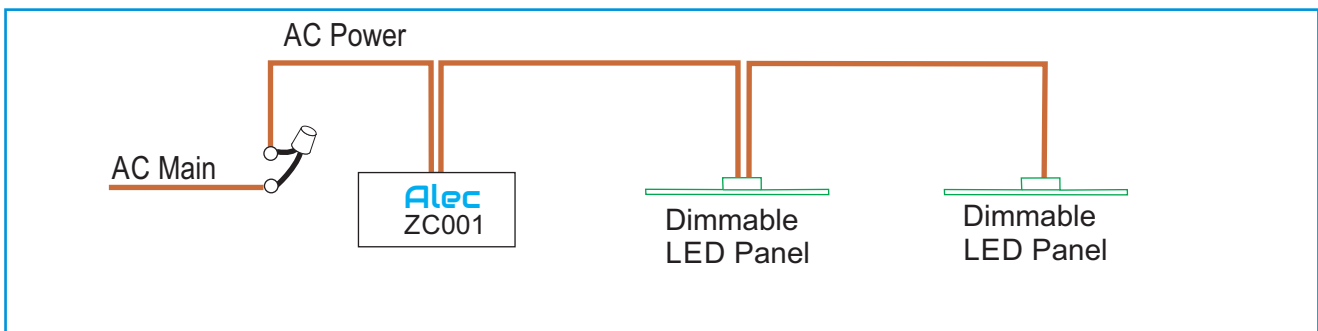 AC Power
AC Main
Alec
ZC001
Dimmable
LED Panel
Dimmable
LED Panel